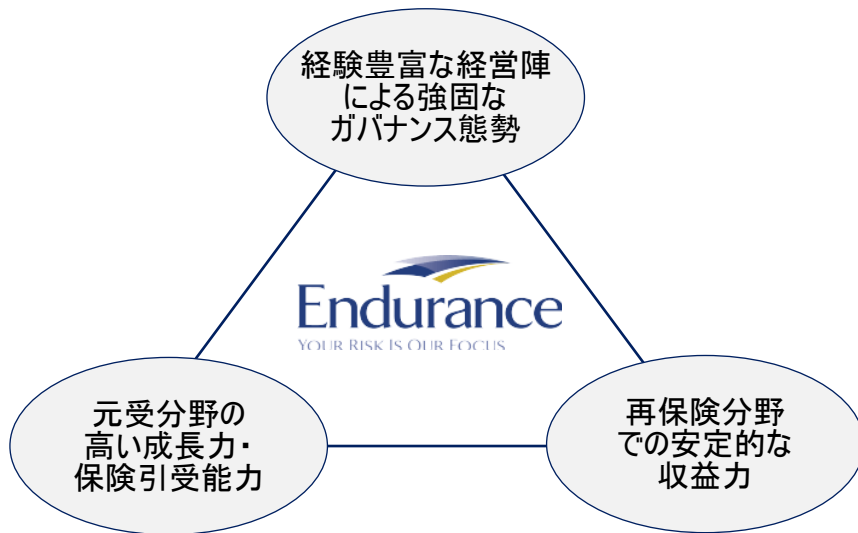 経験豊富な経営陣
による強固な
ガバナンス態勢
Endurance
YOUR RISK IS OUR FOCUS
元受分野の
高い成長力・
保険引受能力
再保険分野
での安定的な
収益力